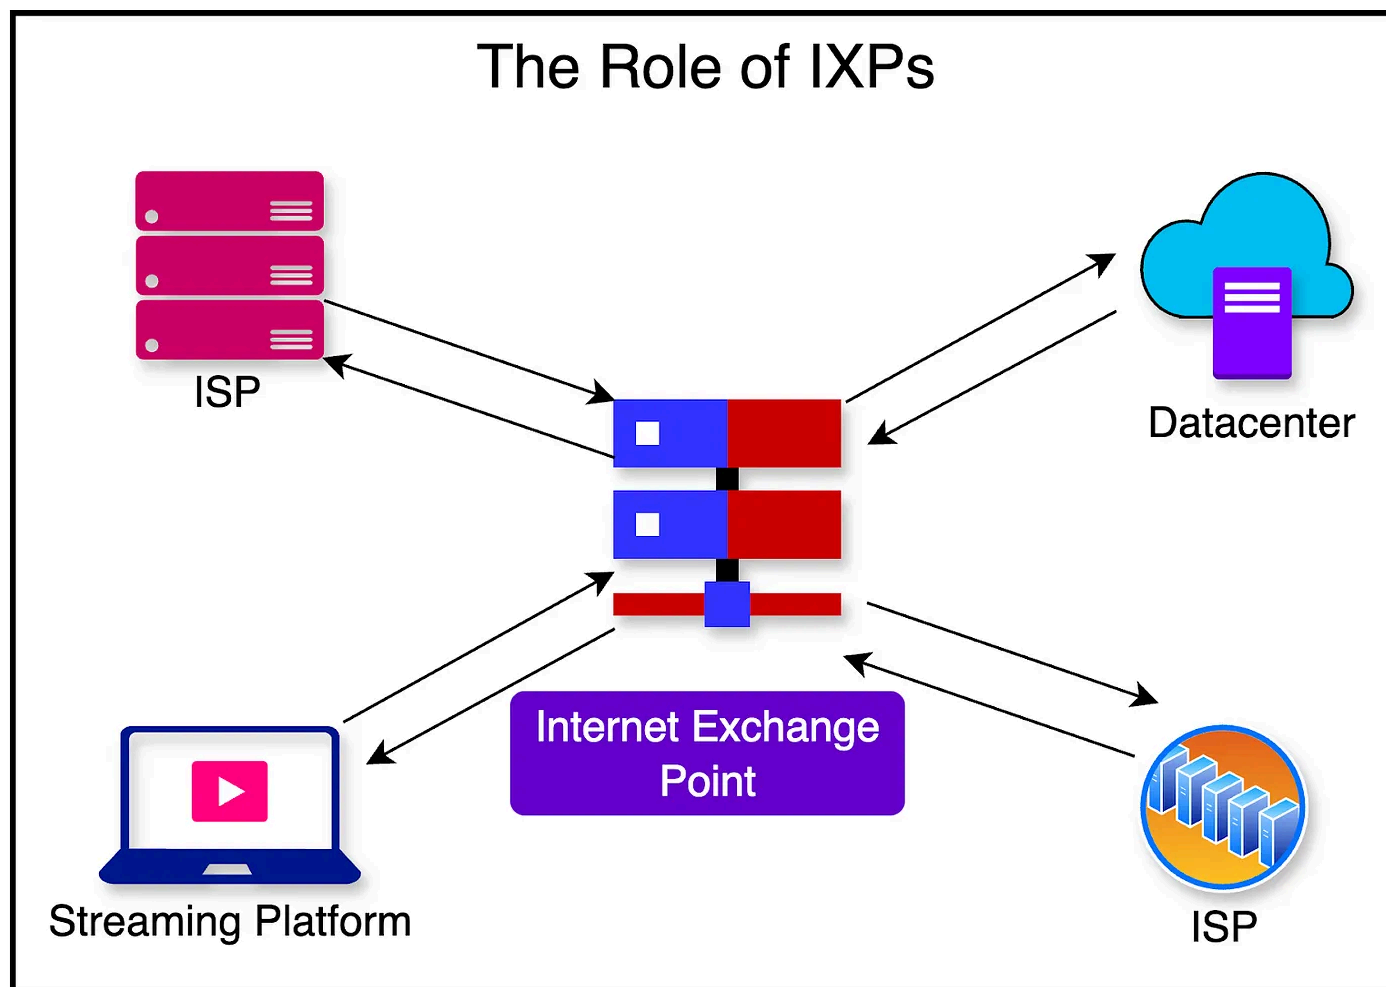 The Role of IXPs
ISP
Datacenter
Internet Exchange
Point
Streaming Platform
ISP